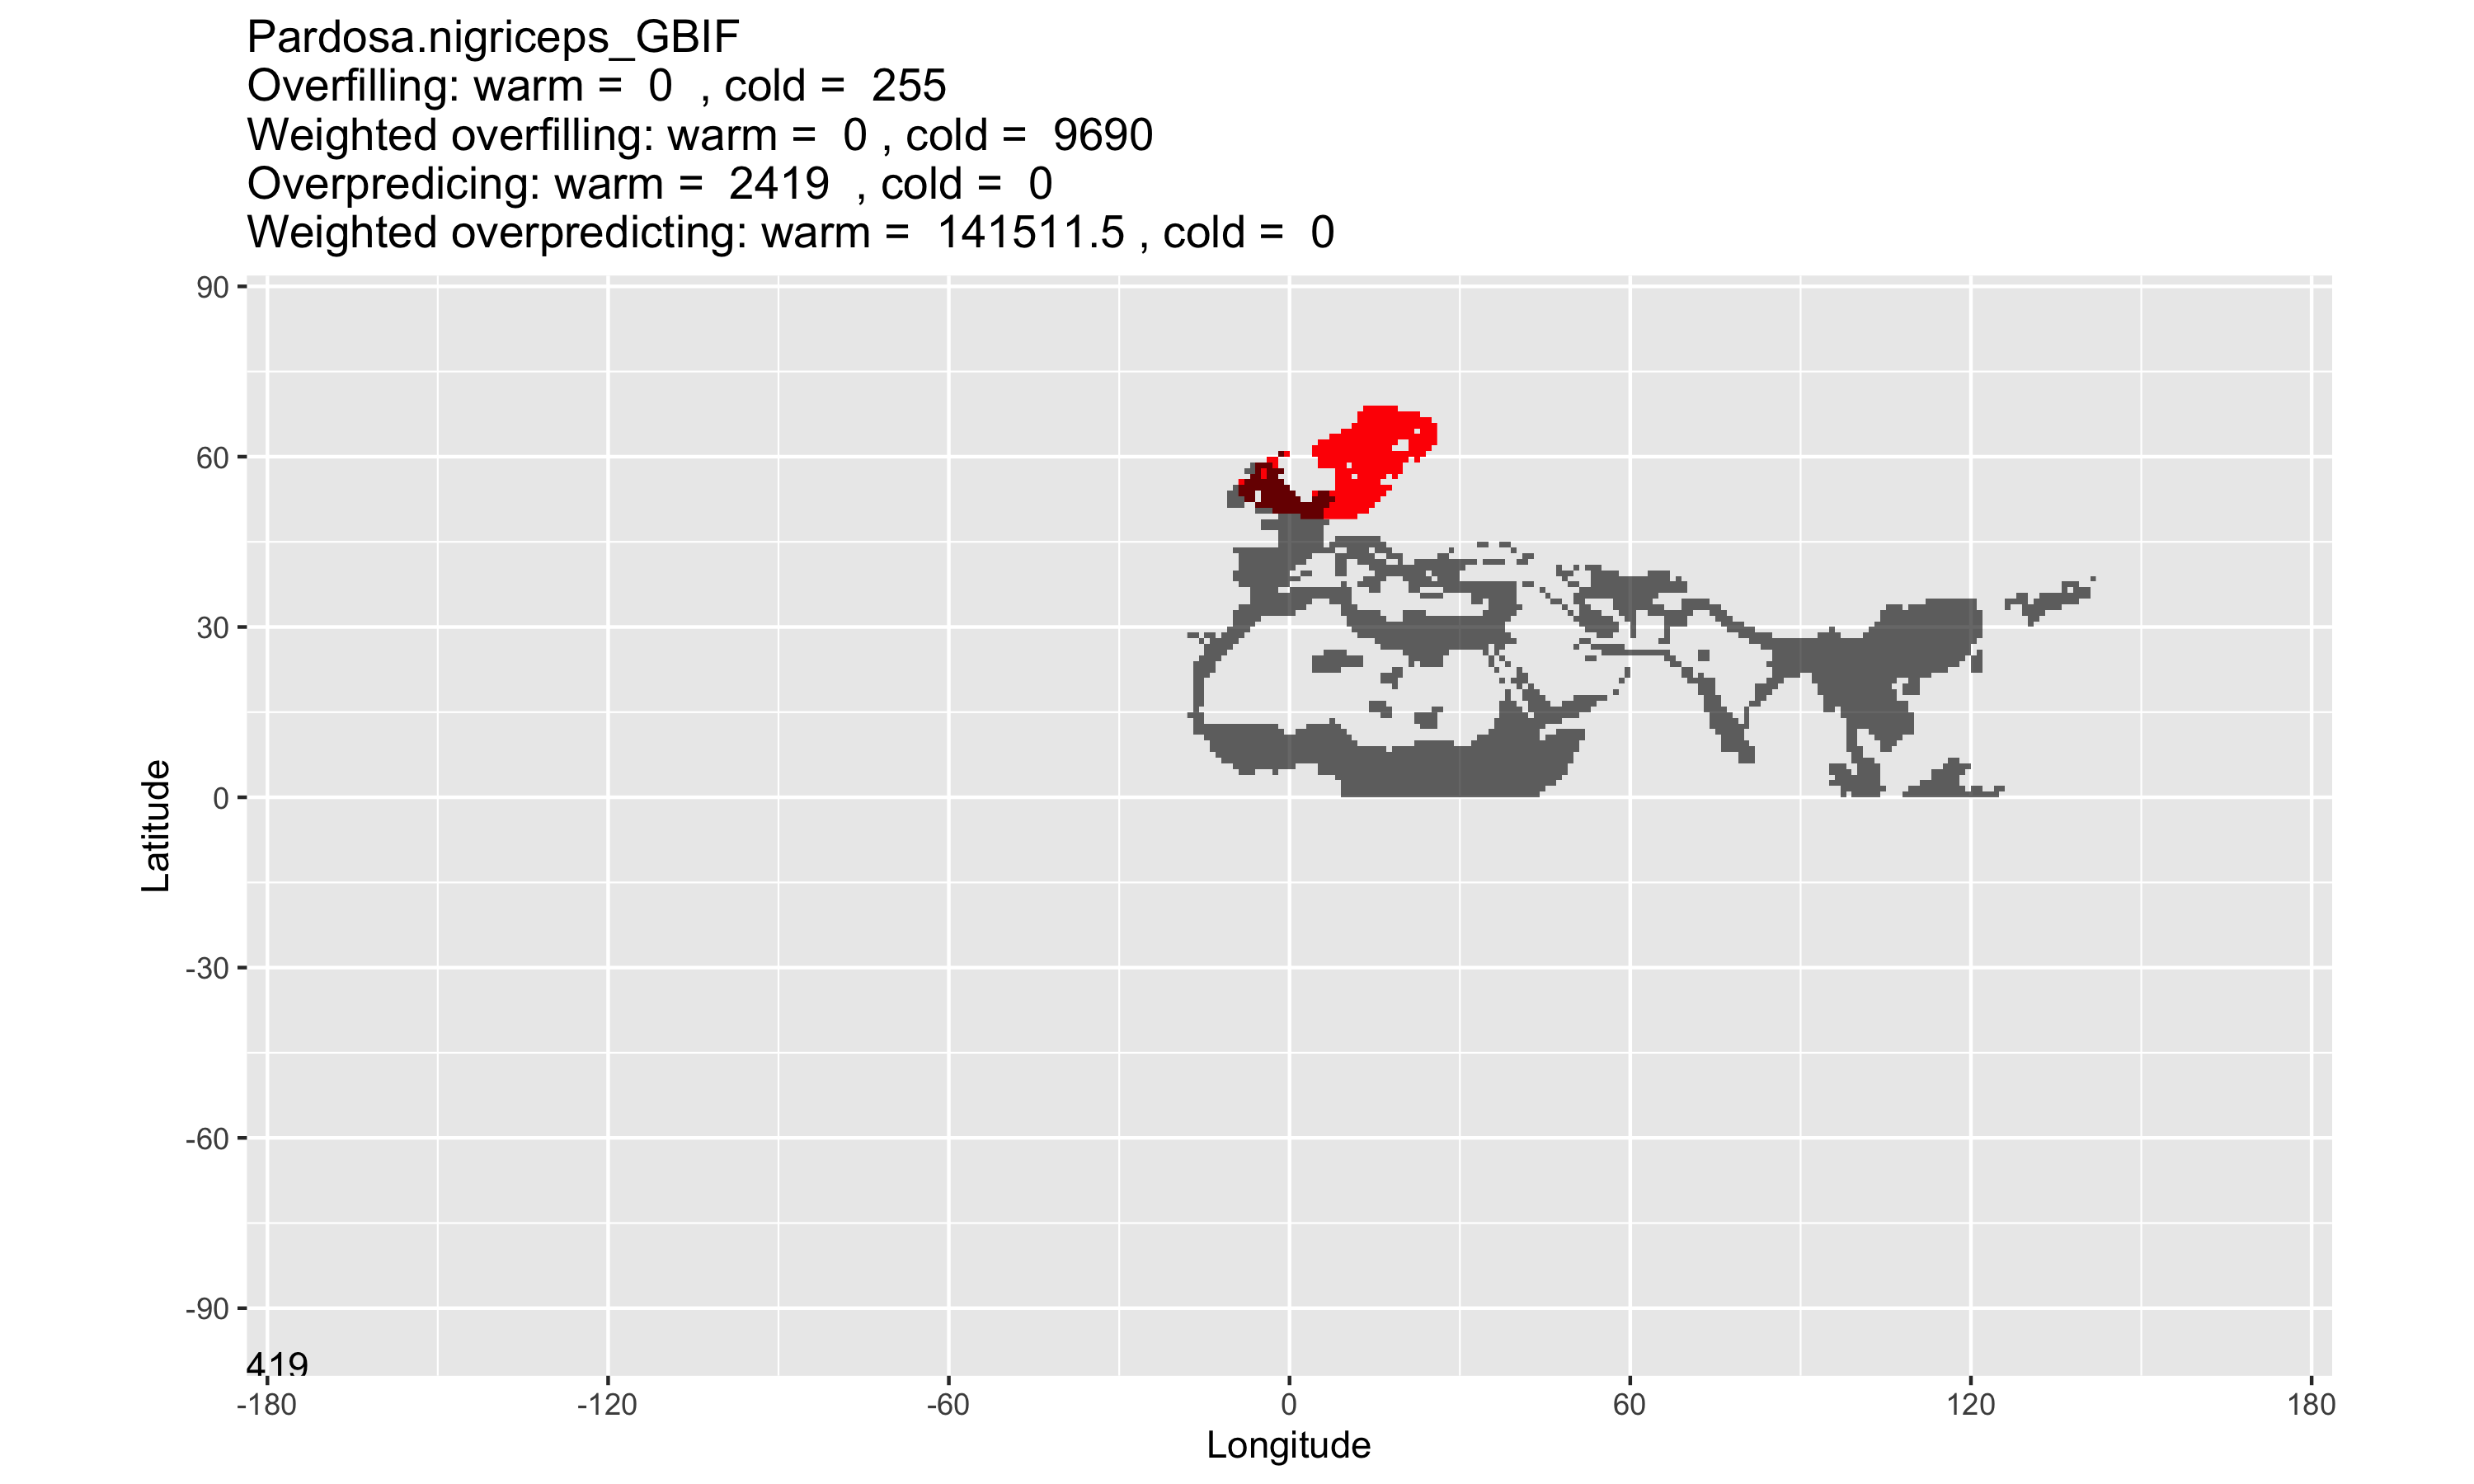 Pardosa.nigriceps_GBIF
Overfilling: warm = 0 , cold = 255
Weighted overfilling: warm = 0 , cold = 9690
Overpredicing: warm = 2419 , cold = 0
Weighted overpredicting: warm = 141511.5 , cold = 0
90
60
30
0
-30
-60
-90
Latitude
419
-180 -120 -60 0 60 120 180
Longitude